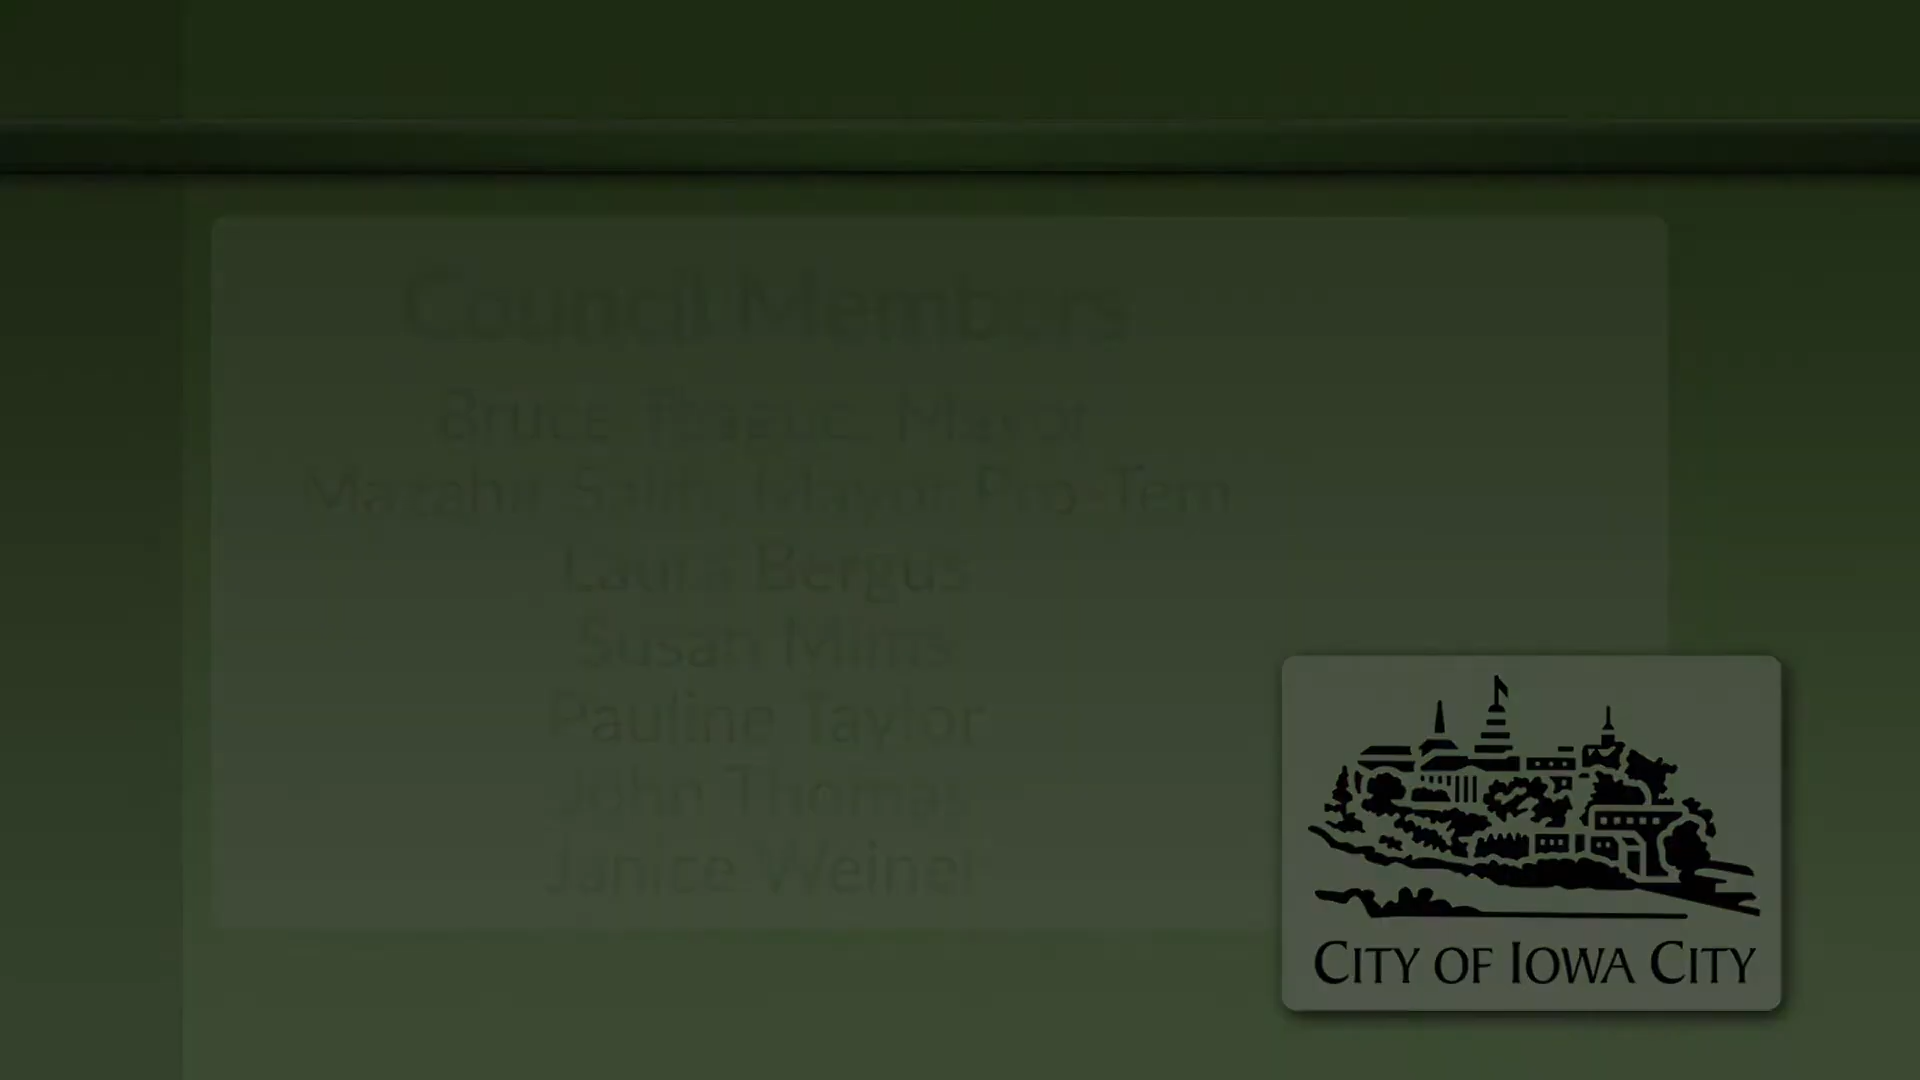 Council Members
Bruce Teague, Mayor
Mazahir Salih, Mayor Pro Tem
Laura Bergus
Susan Mims
Pauline Taylor
John Thomas
Janice Weiner
CITY OF IOWA CITY